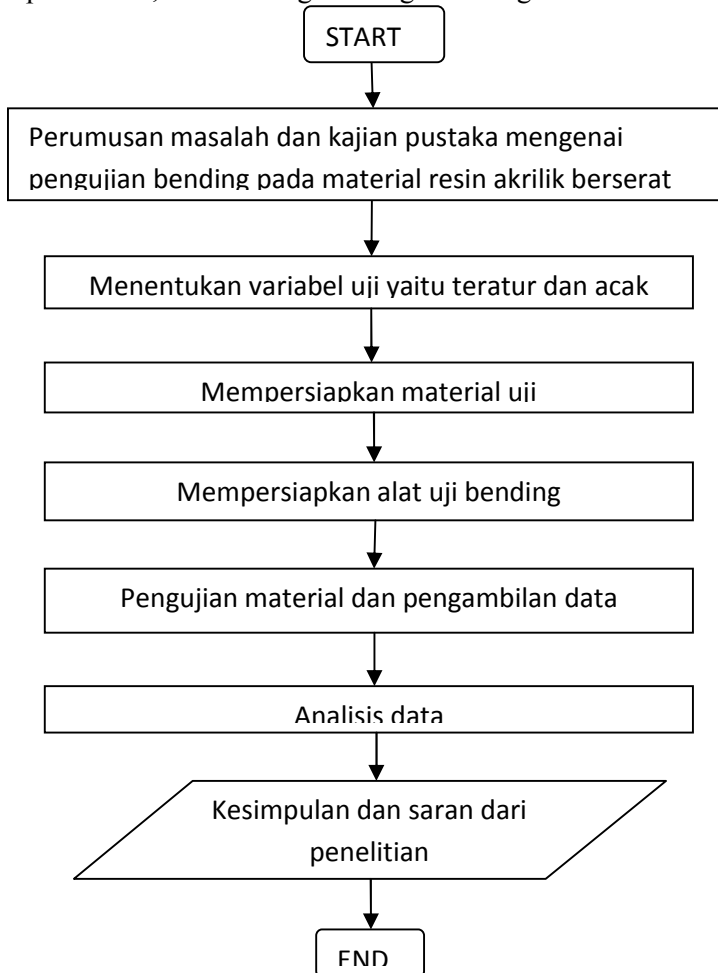 START
Perumusan masalah dan kajian pustaka mengenai
pengujian bending pada material resin akrilik berserat
Menentukan variabel uji yaitu teratur dan acak
Mempersiapkan material uji
Mempersiapkan alat uji bending
Pengujian material dan pengambilan data
Analisis data
Kesimpulan dan saran dari
penelitian
END